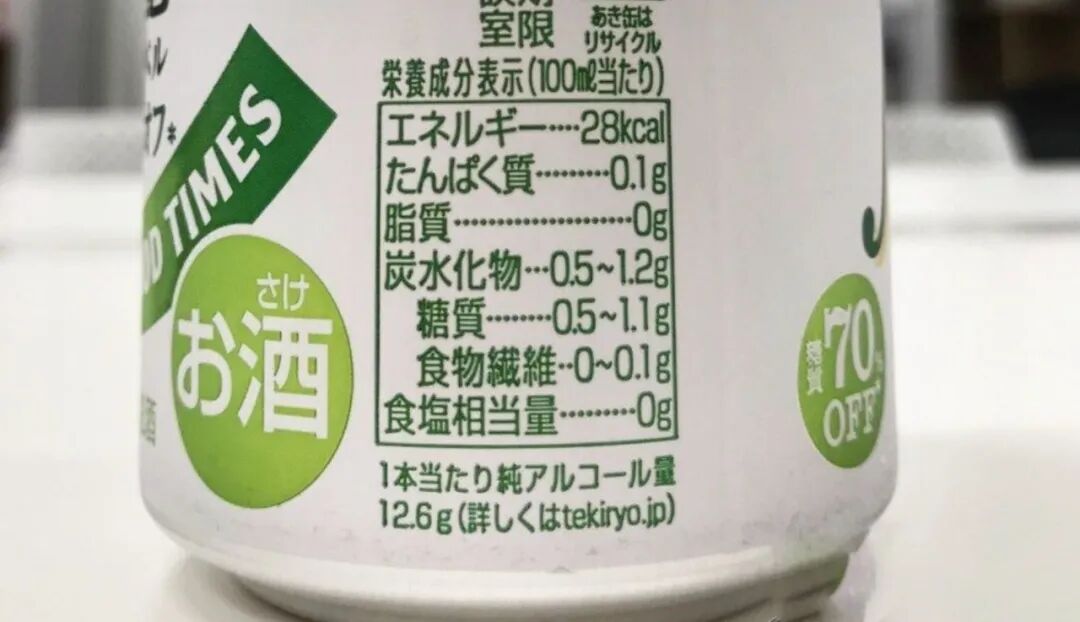 室限
あき缶は
リサイクル
栄養成分表示(100ml当たり)
エネルギー····28kcal
たんぱく質·········0.1g
脂質······················0g
炭水化物···0.5~1.2g
糖質········0.5~1.1g
食物繊維··0~0.1g
食塩相当量·········0g
1本当たり純アルコール量
12.6g(詳しくはtekiryo.jp)
TIMES
さけ
お酒
糖質
70%
OFF*